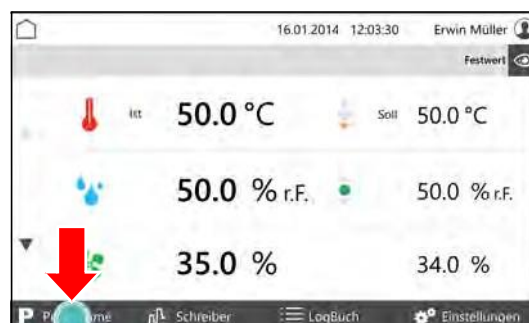 16.01.2014 12:03:30 Erwin Müller
Festwert
Ist 50.0 °C Soll 50.0 °C
50.0 % r.F. 50.0 % r.F.
35.0 % 34.0 %
P Schreiber LogBuch Einstellungen